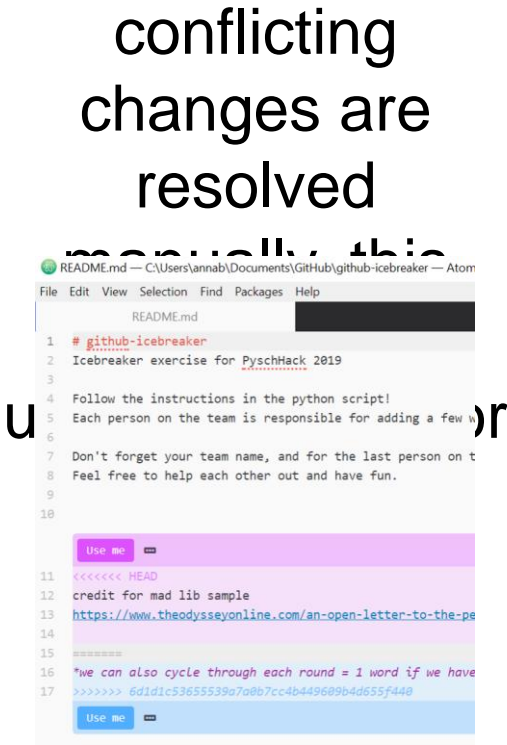 conflicting
changes are
resolved
manually, this
README.md — C:\Users\annab\Documents\GitHub\github-icebreaker — Atom
File Edit View Selection Find Packages Help
README.md
1 # github-icebreaker
2 Icebreaker exercise for PyschHack 2019
3
4 Follow the instructions in the python script!
5 Each person on the team is responsible for adding a few w
6
7 Don't forget your team name, and for the last person on t
8 Feel free to help each other out and have fun.
9
10
Use me
11 <<<<<<< HEAD
12 credit for mad lib sample
13 https://www.theodysseyonline.com/an-open-letter-to-the-pe
14
15 =======
16 *we can also cycle through each round = 1 word if we have
17 >>>>>>> 6d1d1c53655539a7a0b7cc4b449609b4d655f440
Use me